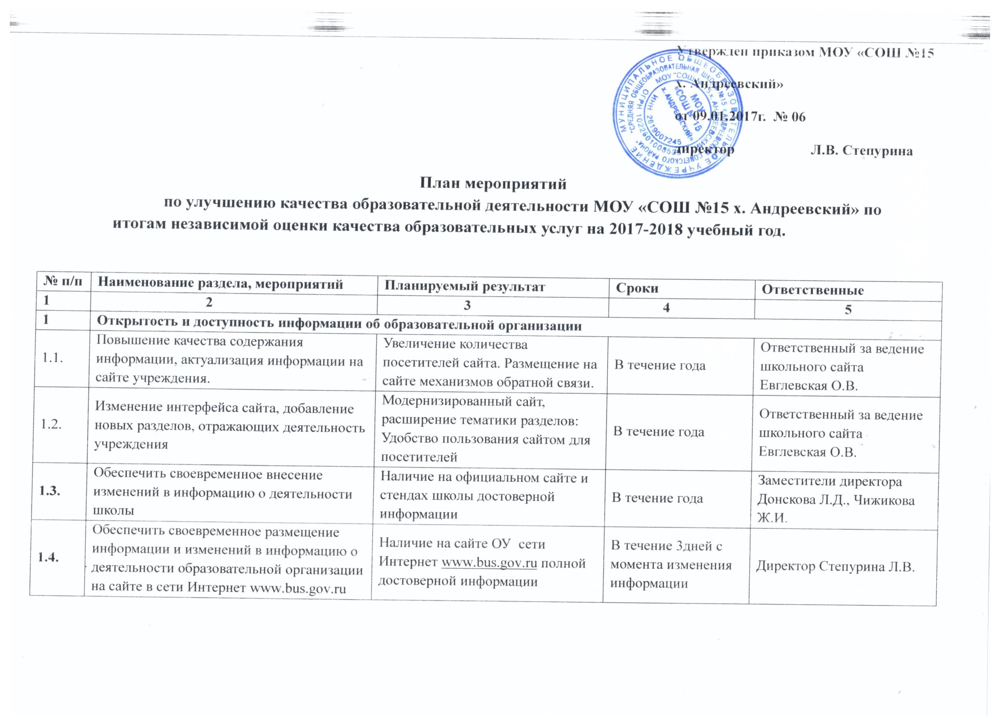 Утвержден приказом МОУ «СОШ №15
х. Андреевский»
от 09.01.2017г. № 06
директор Л.В. Степурина
МУНИЦИПАЛЬНОЕ ОБЩЕОБРАЗОВАТЕЛЬНОЕ УЧРЕЖДЕНИЕ
"СРЕДНЯЯ ОБЩЕОБРАЗОВАТЕЛЬНАЯ ШКОЛА №15 х.АНДРЕЕВСКИЙ СОВЕТСКОГО РАЙОНА"
МОУ "СОШ № 15 х. АНДРЕЕВСКИЙ"
ОГРН
ИНН 2619007245
МОУ
«СОШ № 15
х. АНДРЕЕВСКИЙ»
План мероприятий
по улучшению качества образовательной деятельности МОУ «СОШ №15 х. Андреевский» по
итогам независимой оценки качества образовательных услуг на 2017-2018 учебный год.
№ п/п Наименование раздела, мероприятий Планируемый результат Сроки Ответственные
1 2 3 4 5
1 Открытость и доступность информации об образовательной организации
1.1.
Повышение качества содержания
информации, актуализация информации на
сайте учреждения.
Увеличение количества
посетителей сайта. Размещение на
сайте механизмов обратной связи.
В течение года
Ответственный за ведение
школьного сайта
Евглевская О.В.
1.2.
Изменение интерфейса сайта, добавление
новых разделов, отражающих деятельность
учреждения
Модернизированный сайт,
расширение тематики разделов:
Удобство пользования сайтом для
посетителей
В течение года
Ответственный за ведение
школьного сайта
Евглевская О.В.
1.3.
Обеспечить своевременное внесение
изменений в информацию о деятельности
школы
Наличие на официальном сайте и
стендах школы достоверной
информации
В течение года
Заместители директора
Донскова Л.Д., Чижикова
Ж.И.
1.4.
Обеспечить своевременное размещение
информации и изменений в информацию о
деятельности образовательной организации
на сайте в сети Интернет www.bus.gov.ru
Наличие на сайте ОУ сети
Интернет www.bus.gov.ru полной
достоверной информации
В течение 3дней с
момента изменения
информации
Директор Степурина Л.В.